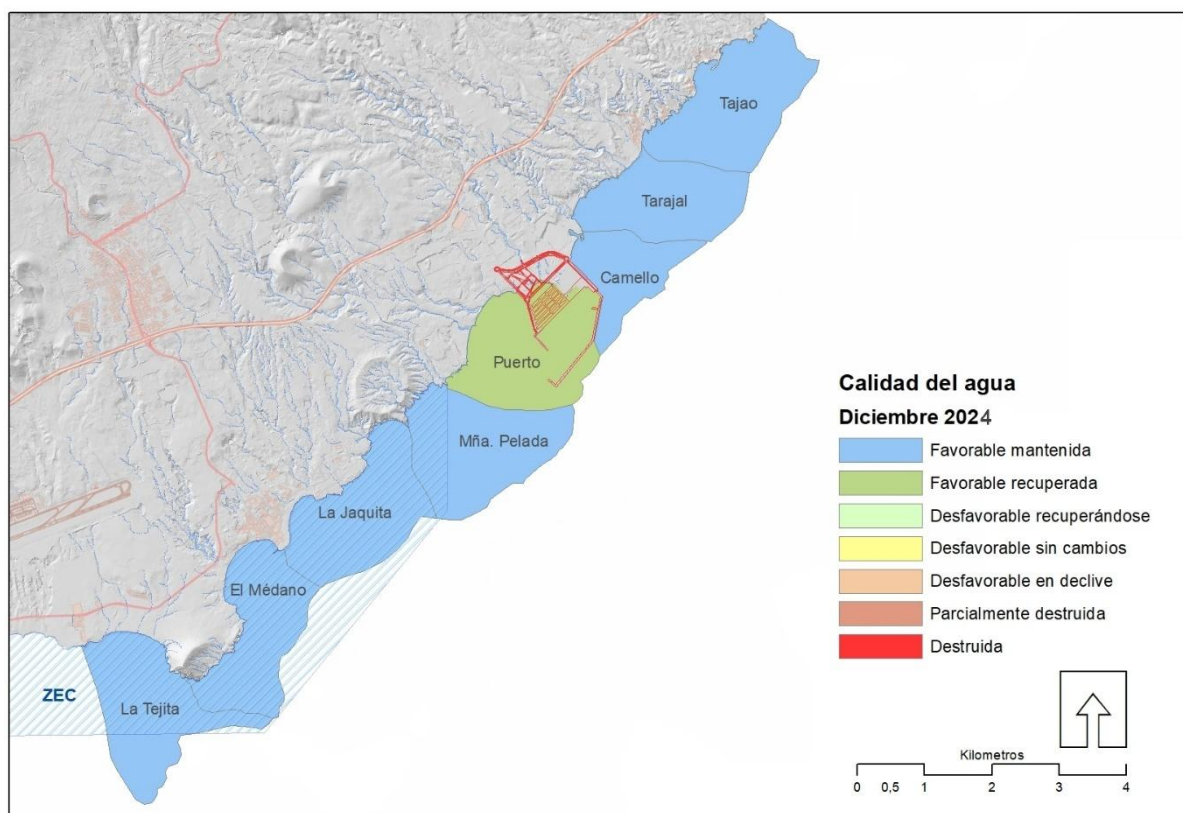 Tajao
Tarajal
Camello
Puerto
Mña. Pelada
La Jaquita
El Médano
La Tejita
ZEC
Calidad del agua
Diciembre 2024
Favorable mantenida
Favorable recuperada
Desfavorable recuperándose
Desfavorable sin cambios
Desfavorable en declive
Parcialmente destruida
Destruida
Kilometros
0 0,5 1 2 3 4